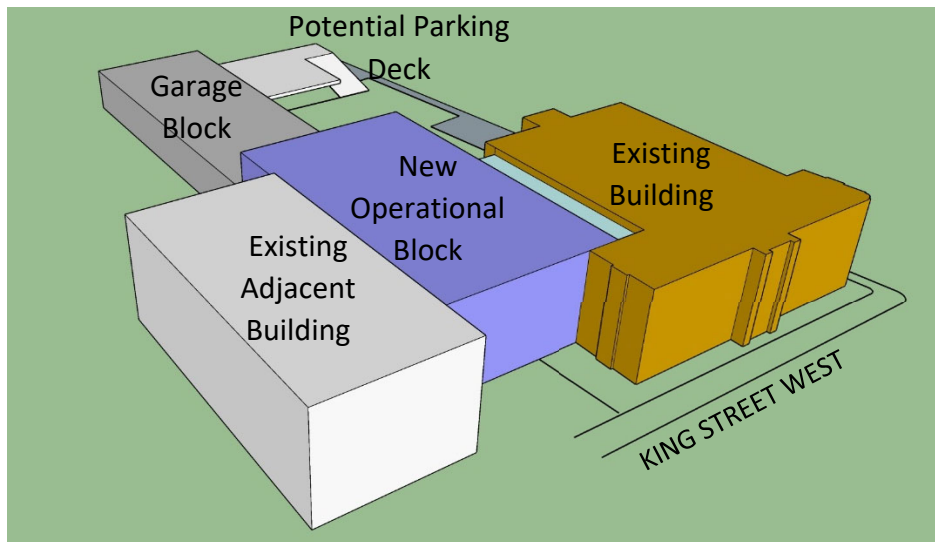 Potential Parking
Deck
Garage
Block
Existing
Building
New
Operational
Block
Existing
Adjacent
Building
KING STREET WEST